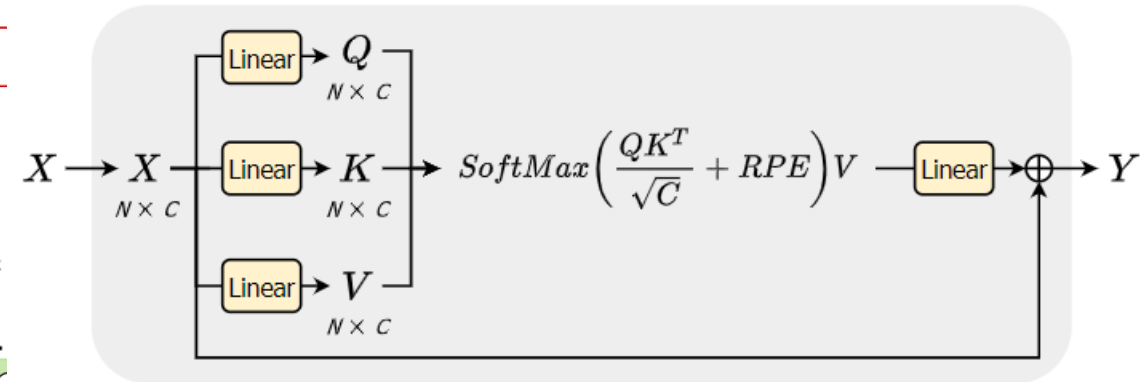 Linear Q
N × C
X X Linear K SoftMax(QK^T/√C + RPE)V Linear ⊕ Y
N × C N × C
Linear V
N × C